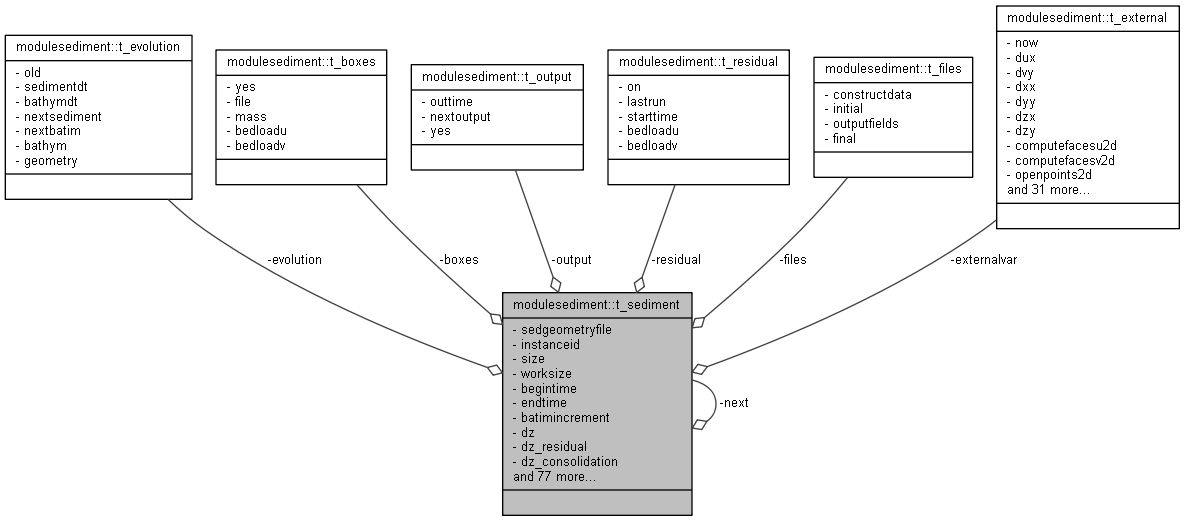 modulesediment::t_evolution
- old
- sedimentdt
- bathymdt
- nextsediment
- nextbatim
- bathym
- geometry
modulesediment::t_boxes
- yes
- file
- mass
- bedloadu
- bedloadv
modulesediment::t_output
- outtime
- nextoutput
- yes
modulesediment::t_residual
- on
- lastrun
- starttime
- bedloadu
- bedloadv
modulesediment::t_files
- constructdata
- initial
- outputfields
- final
modulesediment::t_external
- now
- dux
- dvy
- dxx
- dyy
- dzx
- dzy
- computefacesu2d
- computefacesv2d
- openpoints2d
and 31 more...
-evolution
-boxes
-output
-residual
-files
-externalvar
modulesediment::t_sediment
- sedgeometryfile
- instanceid
- size
- worksize
- begintime
- endtime
- batimincrement
- dz
- dz_residual
- dz_consolidation
and 77 more...
-next